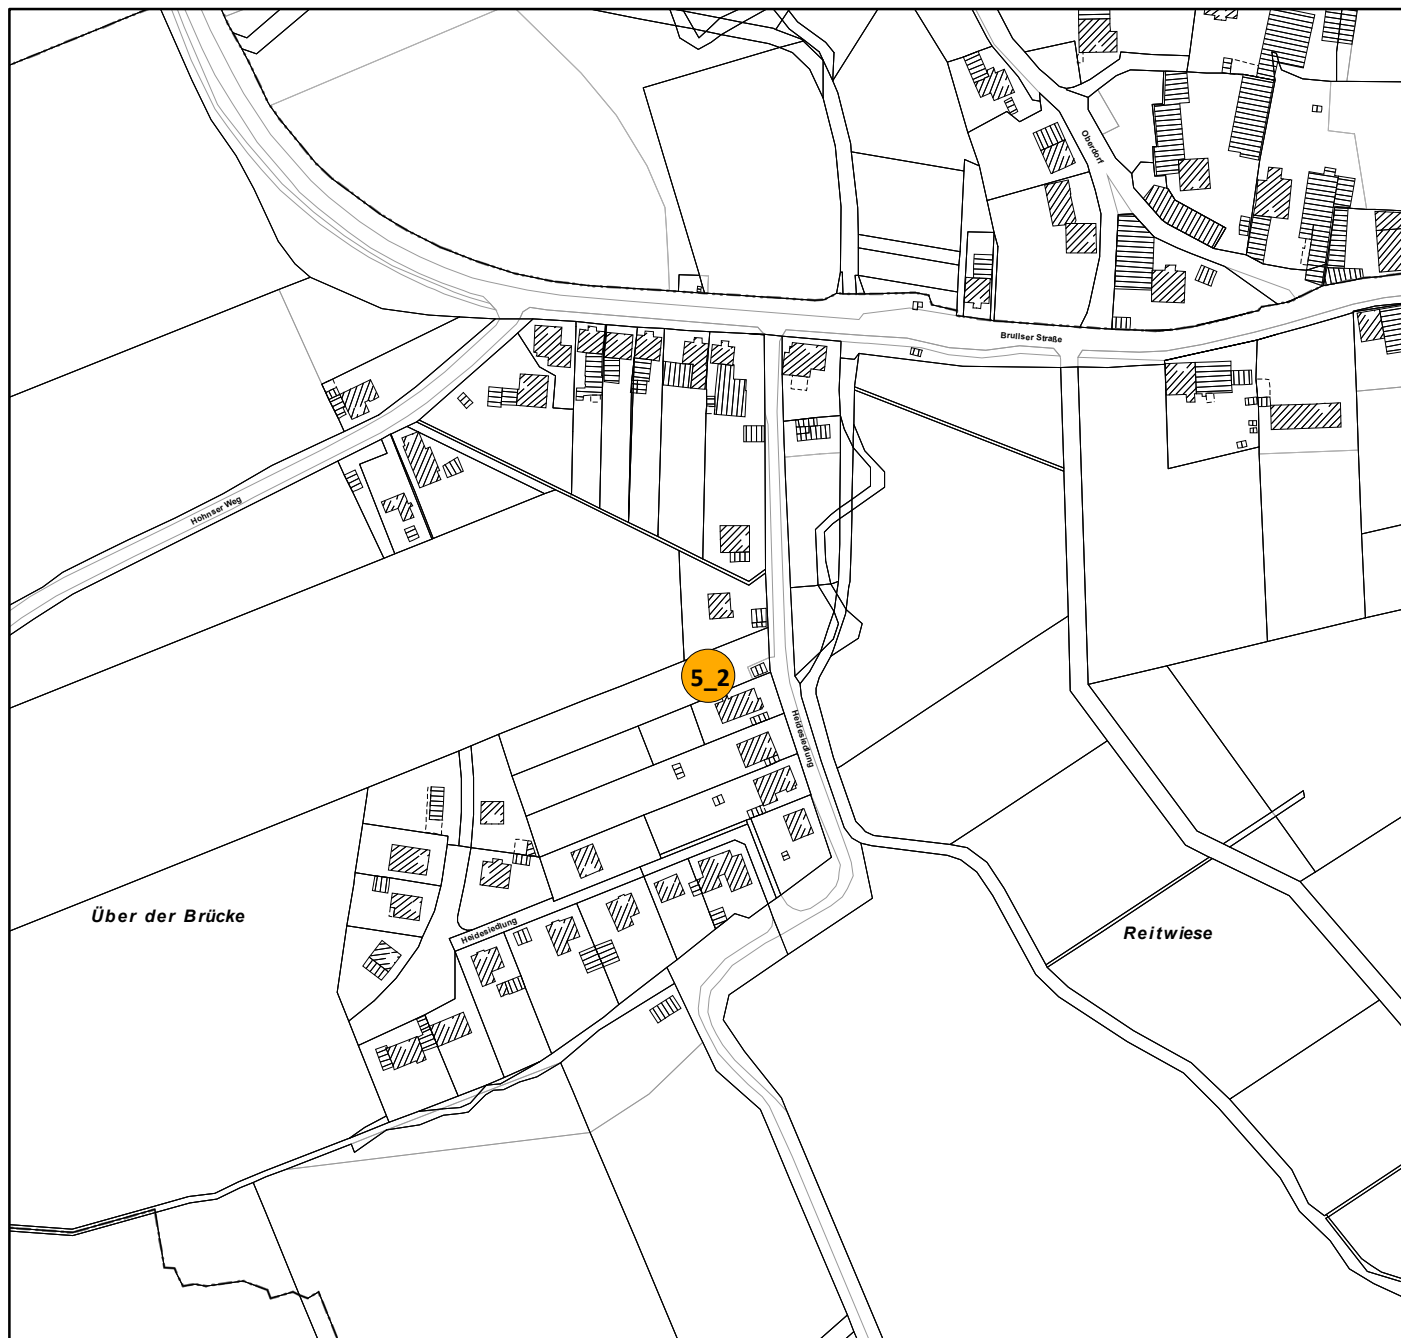 Oberdorf
Brullser Straße
Hohnser Weg
5_2
Heidesiedlung
Über der Brücke
Heidesiedlung
Reitwiese